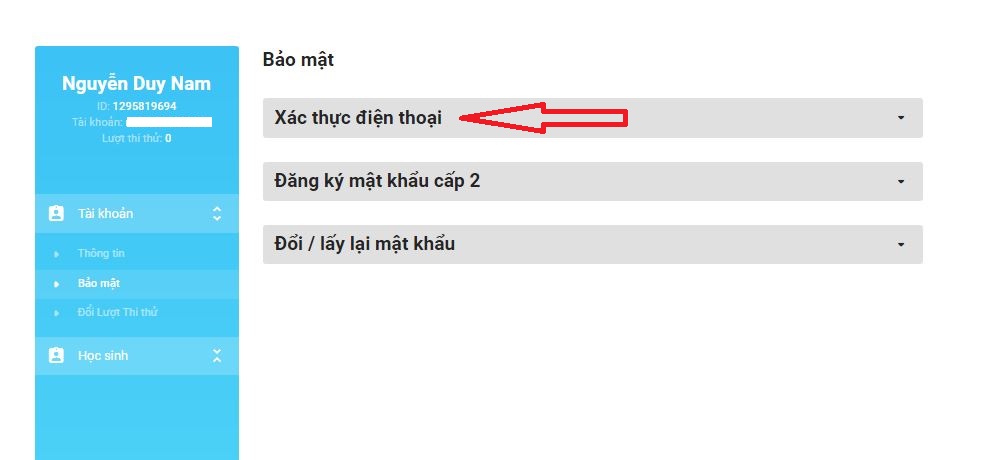 Nguyễn Duy Nam
ID: 1295819694
Tài khoản:
Lượt thi thử: 0
Tài khoản
Thông tin
Bảo mật
Đổi Lượt Thi thử
Học sinh
Bảo mật
Xác thực điện thoại
Đăng ký mật khẩu cấp 2
Đổi / lấy lại mật khẩu